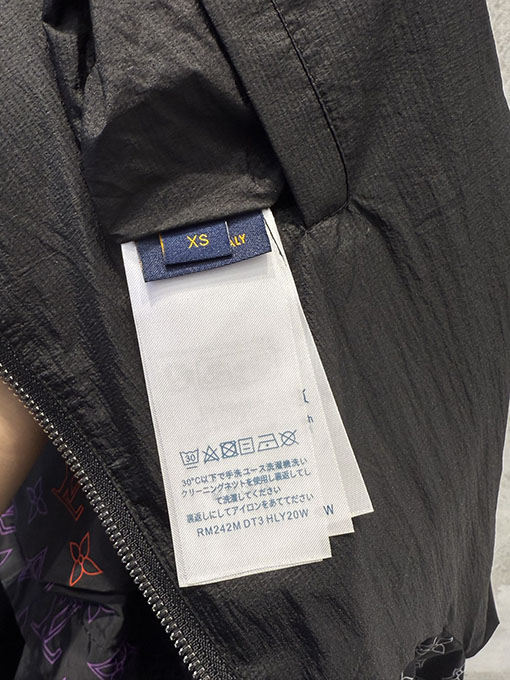 XS
ALY
30
30℃以下で手洗コース洗濯機洗い
クリーニングネットを使用し裏返してし
て洗濯してください
裏返しにしてアイロンをあててください
RM242M DT3 HLY20W
W
h